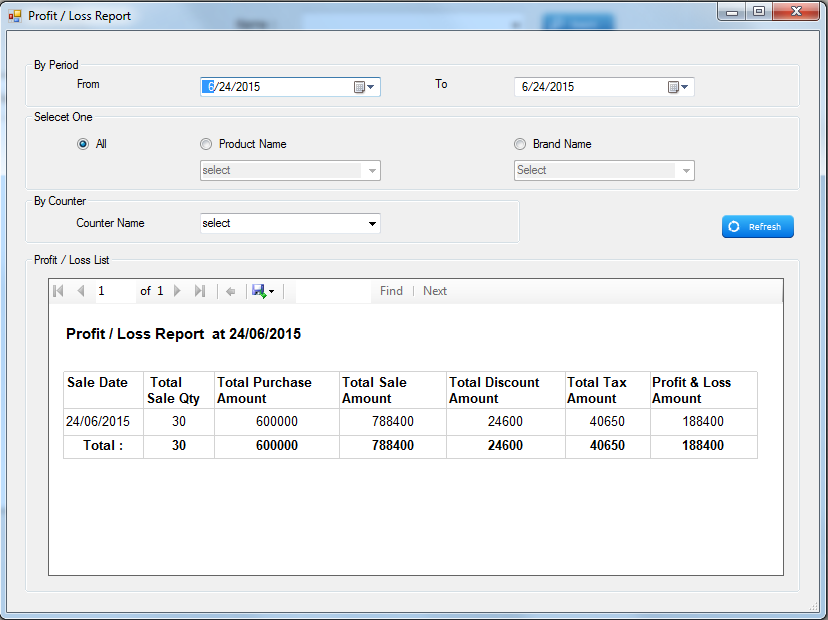 Profit / Loss Report
By Period
From 6/24/2015 To 6/24/2015
Selecet One
All Product Name Brand Name
select Select
By Counter
Counter Name select
Refresh
Profit / Loss List
1 of 1 Find | Next
Profit / Loss Report at 24/06/2015
Sale Date Total Total Purchase Total Sale Total Discount Total Tax Profit & Loss
Sale Qty Amount Amount Amount Amount Amount
24/06/2015 30 600000 788400 24600 40650 188400
Total : 30 600000 788400 24600 40650 188400